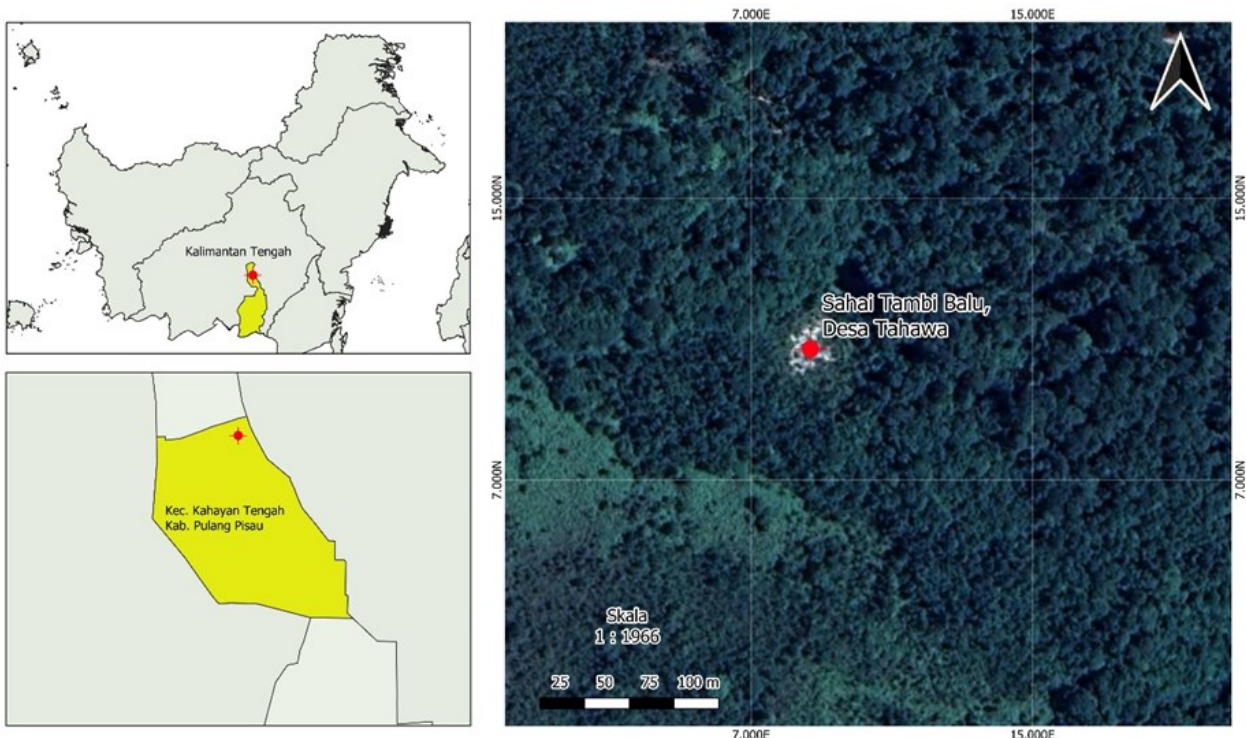 Kalimantan Tengah
Kec. Kahayan Tengah
Kab. Pulang Pisau
7.000E
15.000E
15.000N
15.000N
Sahai Tambi Balu,
Desa Tahawa
7.000N
7.000N
Skala
1 : 1966
25 50 75 100 m
7.000E
15.000E